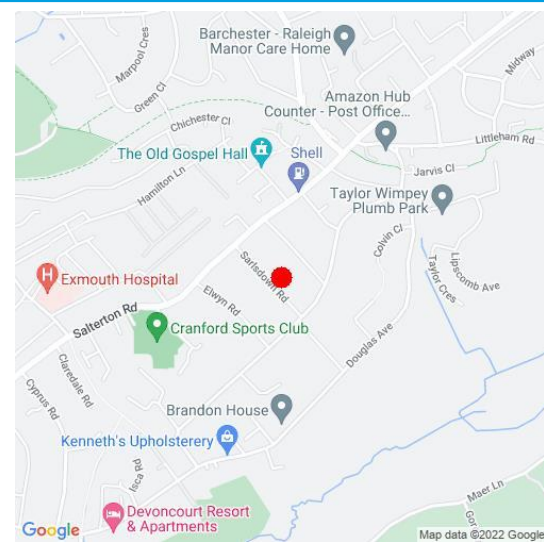 Barchester - Raleigh
Manor Care Home
Marpool Cres
Green Cl
Midway
Amazon Hub
Counter - Post Office...
Chichester Cl
The Old Gospel Hall
Shell
Littleham Rd
Jarvis Cl
Hamilton Ln
Taylor Wimpey
Plumb Park
Colvin Cl
Sarlsdown Rd
Exmouth Hospital
Elwyn Rd
Taylor Cres
Lipscomb Ave
Salterton Rd
Cranford Sports Club
Douglas Ave
Claredale Rd
Cyprus Rd
Brandon House
Kenneth's Upholsterery
Isca Rd
Maer Ln
Devoncourt Resort
& Apartments
Gor
Google
Map data ©2022 Google